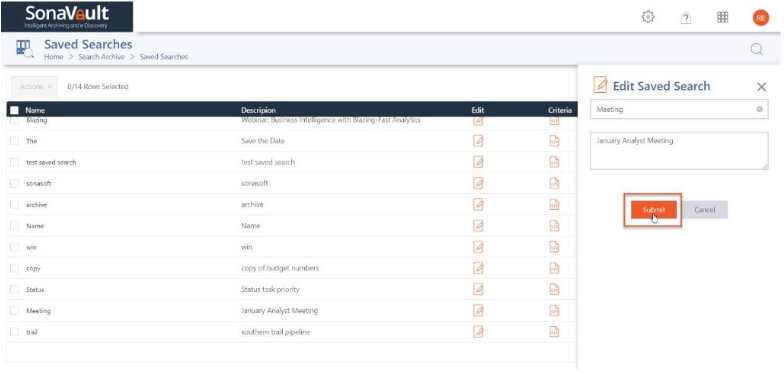 SonaVault
Intelligent Archiving and e-Discovery
?
RB
Saved Searches
Home > Search Archive > Saved Searches
Actions
0/14 Rows Selected
Name Descripion Edit Criteria
Blazing Webinar: Business Intelligence with Blazing-Fast Analytics
The Save the Date
test saved search test saved search
sonasoft sonasoft
archive archive
Name Name
win win
copy copy of budget numbers
Status Status task priority
Meeting January Analyst Meeting
trail southern trail pipeline
Edit Saved Search
Meeting
January Analyst Meeting
Submit Cancel